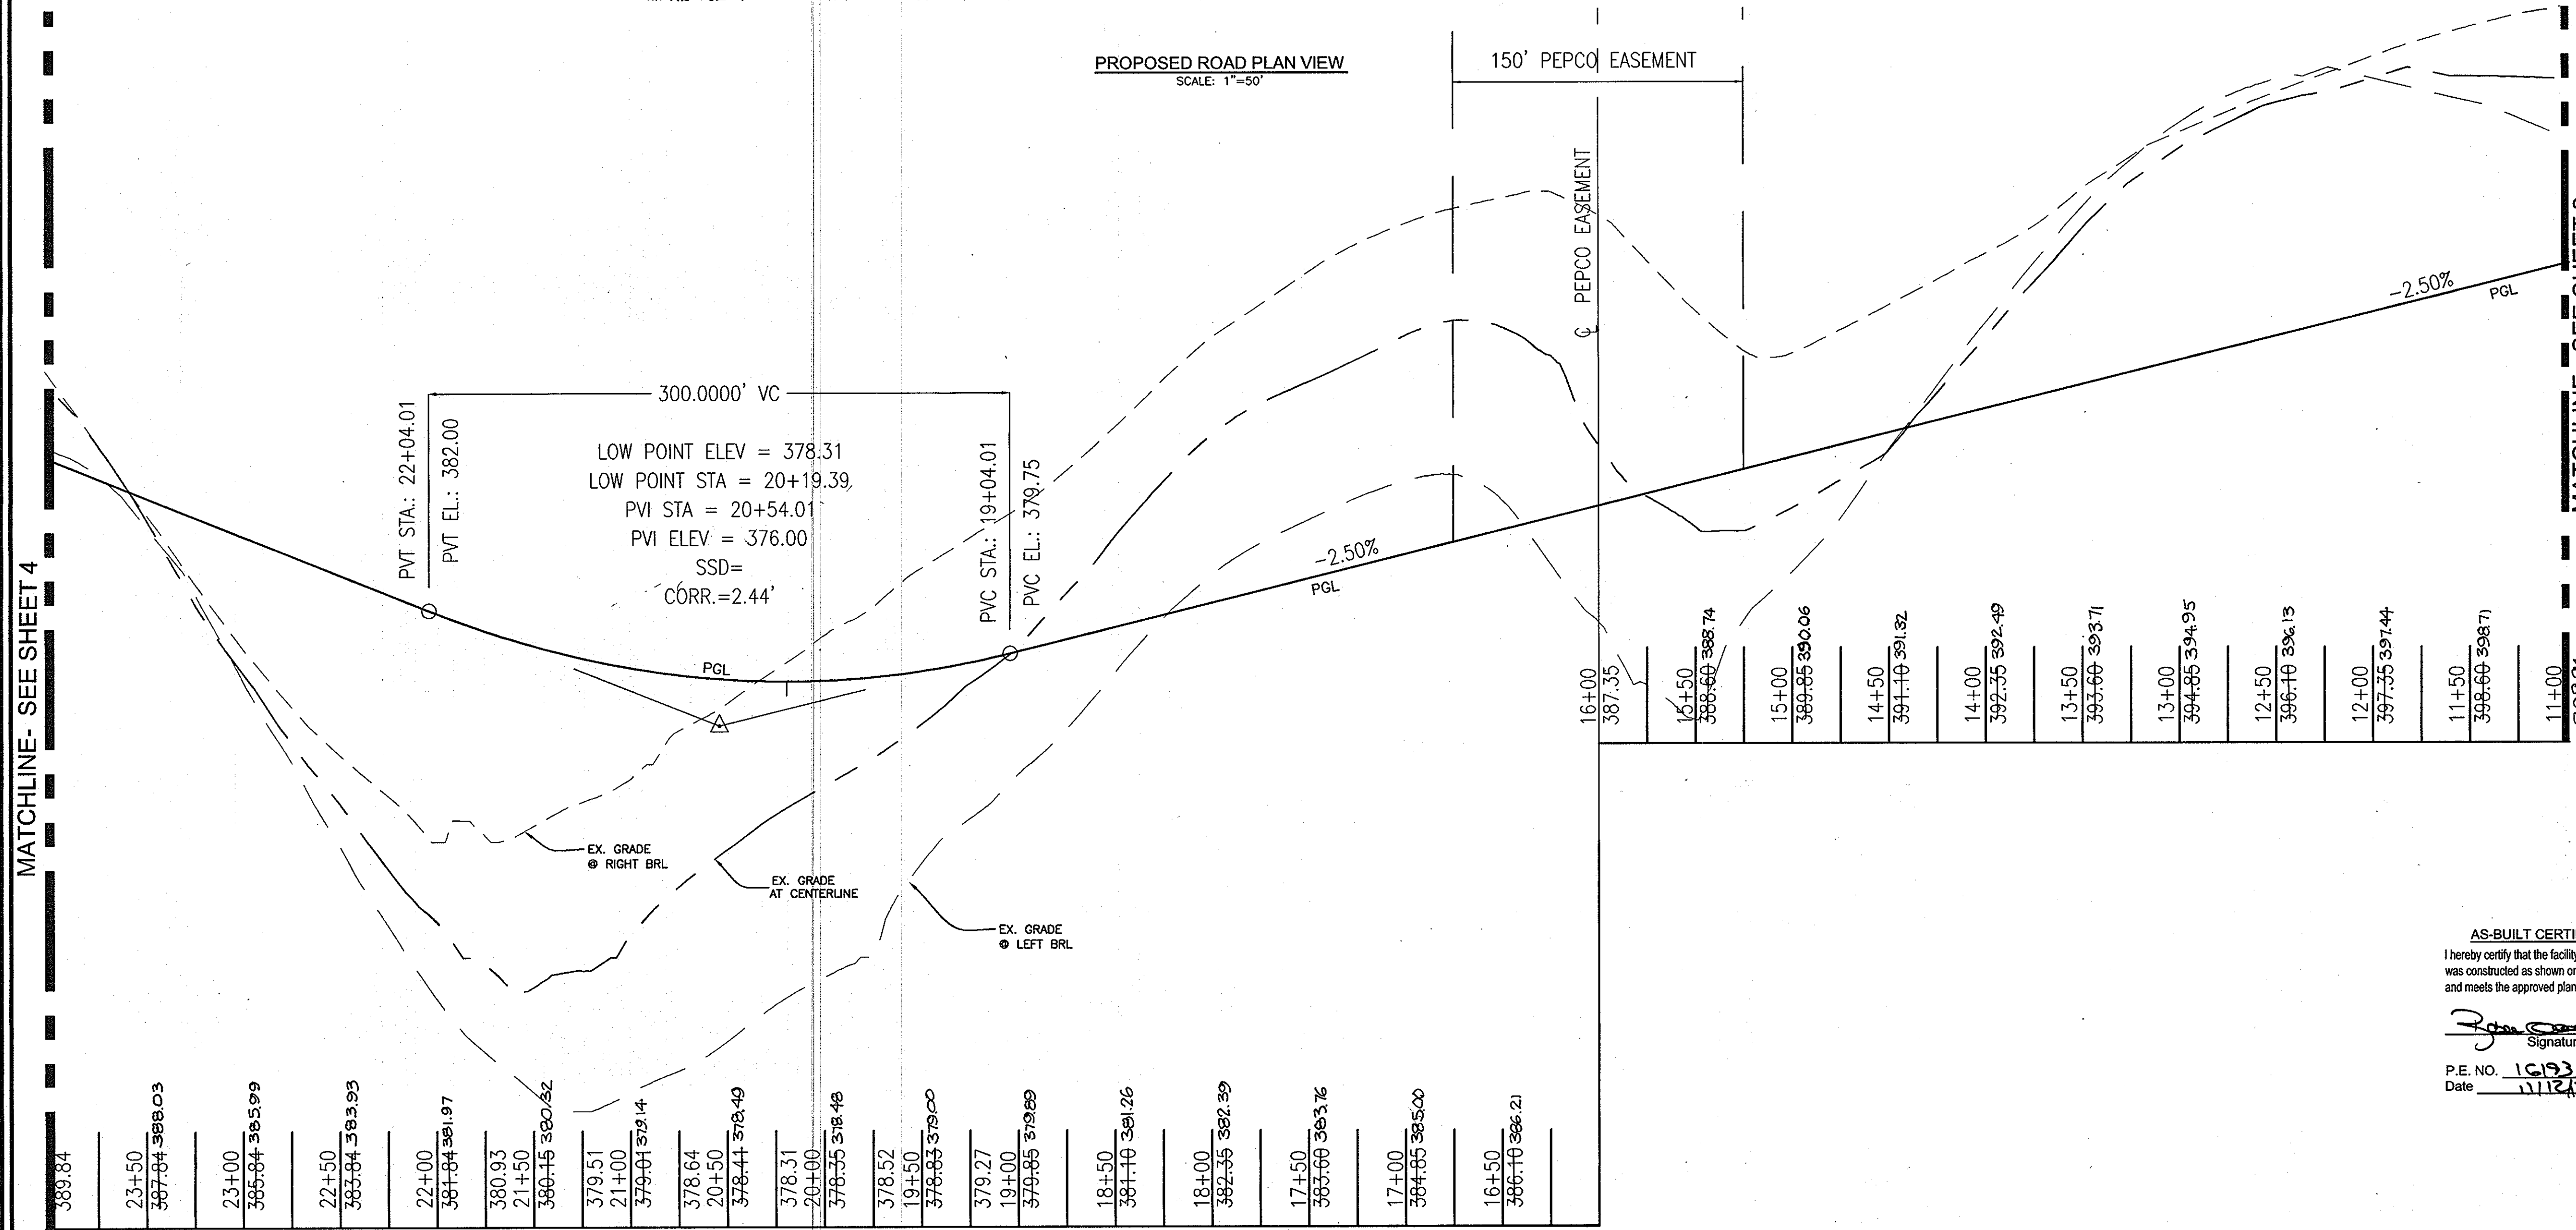 PROPOSED ROAD PLAN VIEW
SCALE: 1"=50'
150' PEPCO EASEMENT
℄ PEPCO EASEMENT
MATCHLINE- SEE SHEET 4
-2.50%
PGL
300.0000' VC
PVT STA.: 22+04.01
PVT EL.: 382.00
LOW POINT ELEV = 378.31
LOW POINT STA = 20+19.39
PVI STA = 20+54.01
PVI ELEV = 376.00
SSD=
CORR.=2.44'
PVC STA.: 19+04.01
PVC EL.: 379.75
-2.50%
PGL
PGL
EX. GRADE
@ RIGHT BRL
EX. GRADE
AT CENTERLINE
EX. GRADE
@ LEFT BRL
16+00
387.35
15+50
388.60 388.74
15+00
389.85 390.06
14+50
391.10 391.32
14+00
392.35 392.49
13+50
393.60 393.71
13+00
394.85 394.95
12+50
396.10 396.13
12+00
397.35 397.44
11+50
398.60 398.71
11+00
389.84
23+50
387.84 388.03
23+00
385.84 385.99
22+50
383.84 383.93
22+00
381.84 381.97
380.93
21+50
380.15 380.32
379.51
21+00
379.01 379.14
378.64
20+50
378.41 378.49
378.31
20+00
378.35 378.48
378.52
19+50
378.83 379.00
379.27
19+00
379.85 379.89
18+50
381.10 381.26
18+00
382.35 382.39
17+50
383.60 383.76
17+00
384.85 385.00
16+50
386.10 386.21
AS-BUILT CERTI
I hereby certify that the facility
was constructed as shown on
and meets the approved plan
Signatur
P.E. NO. 16193
Date